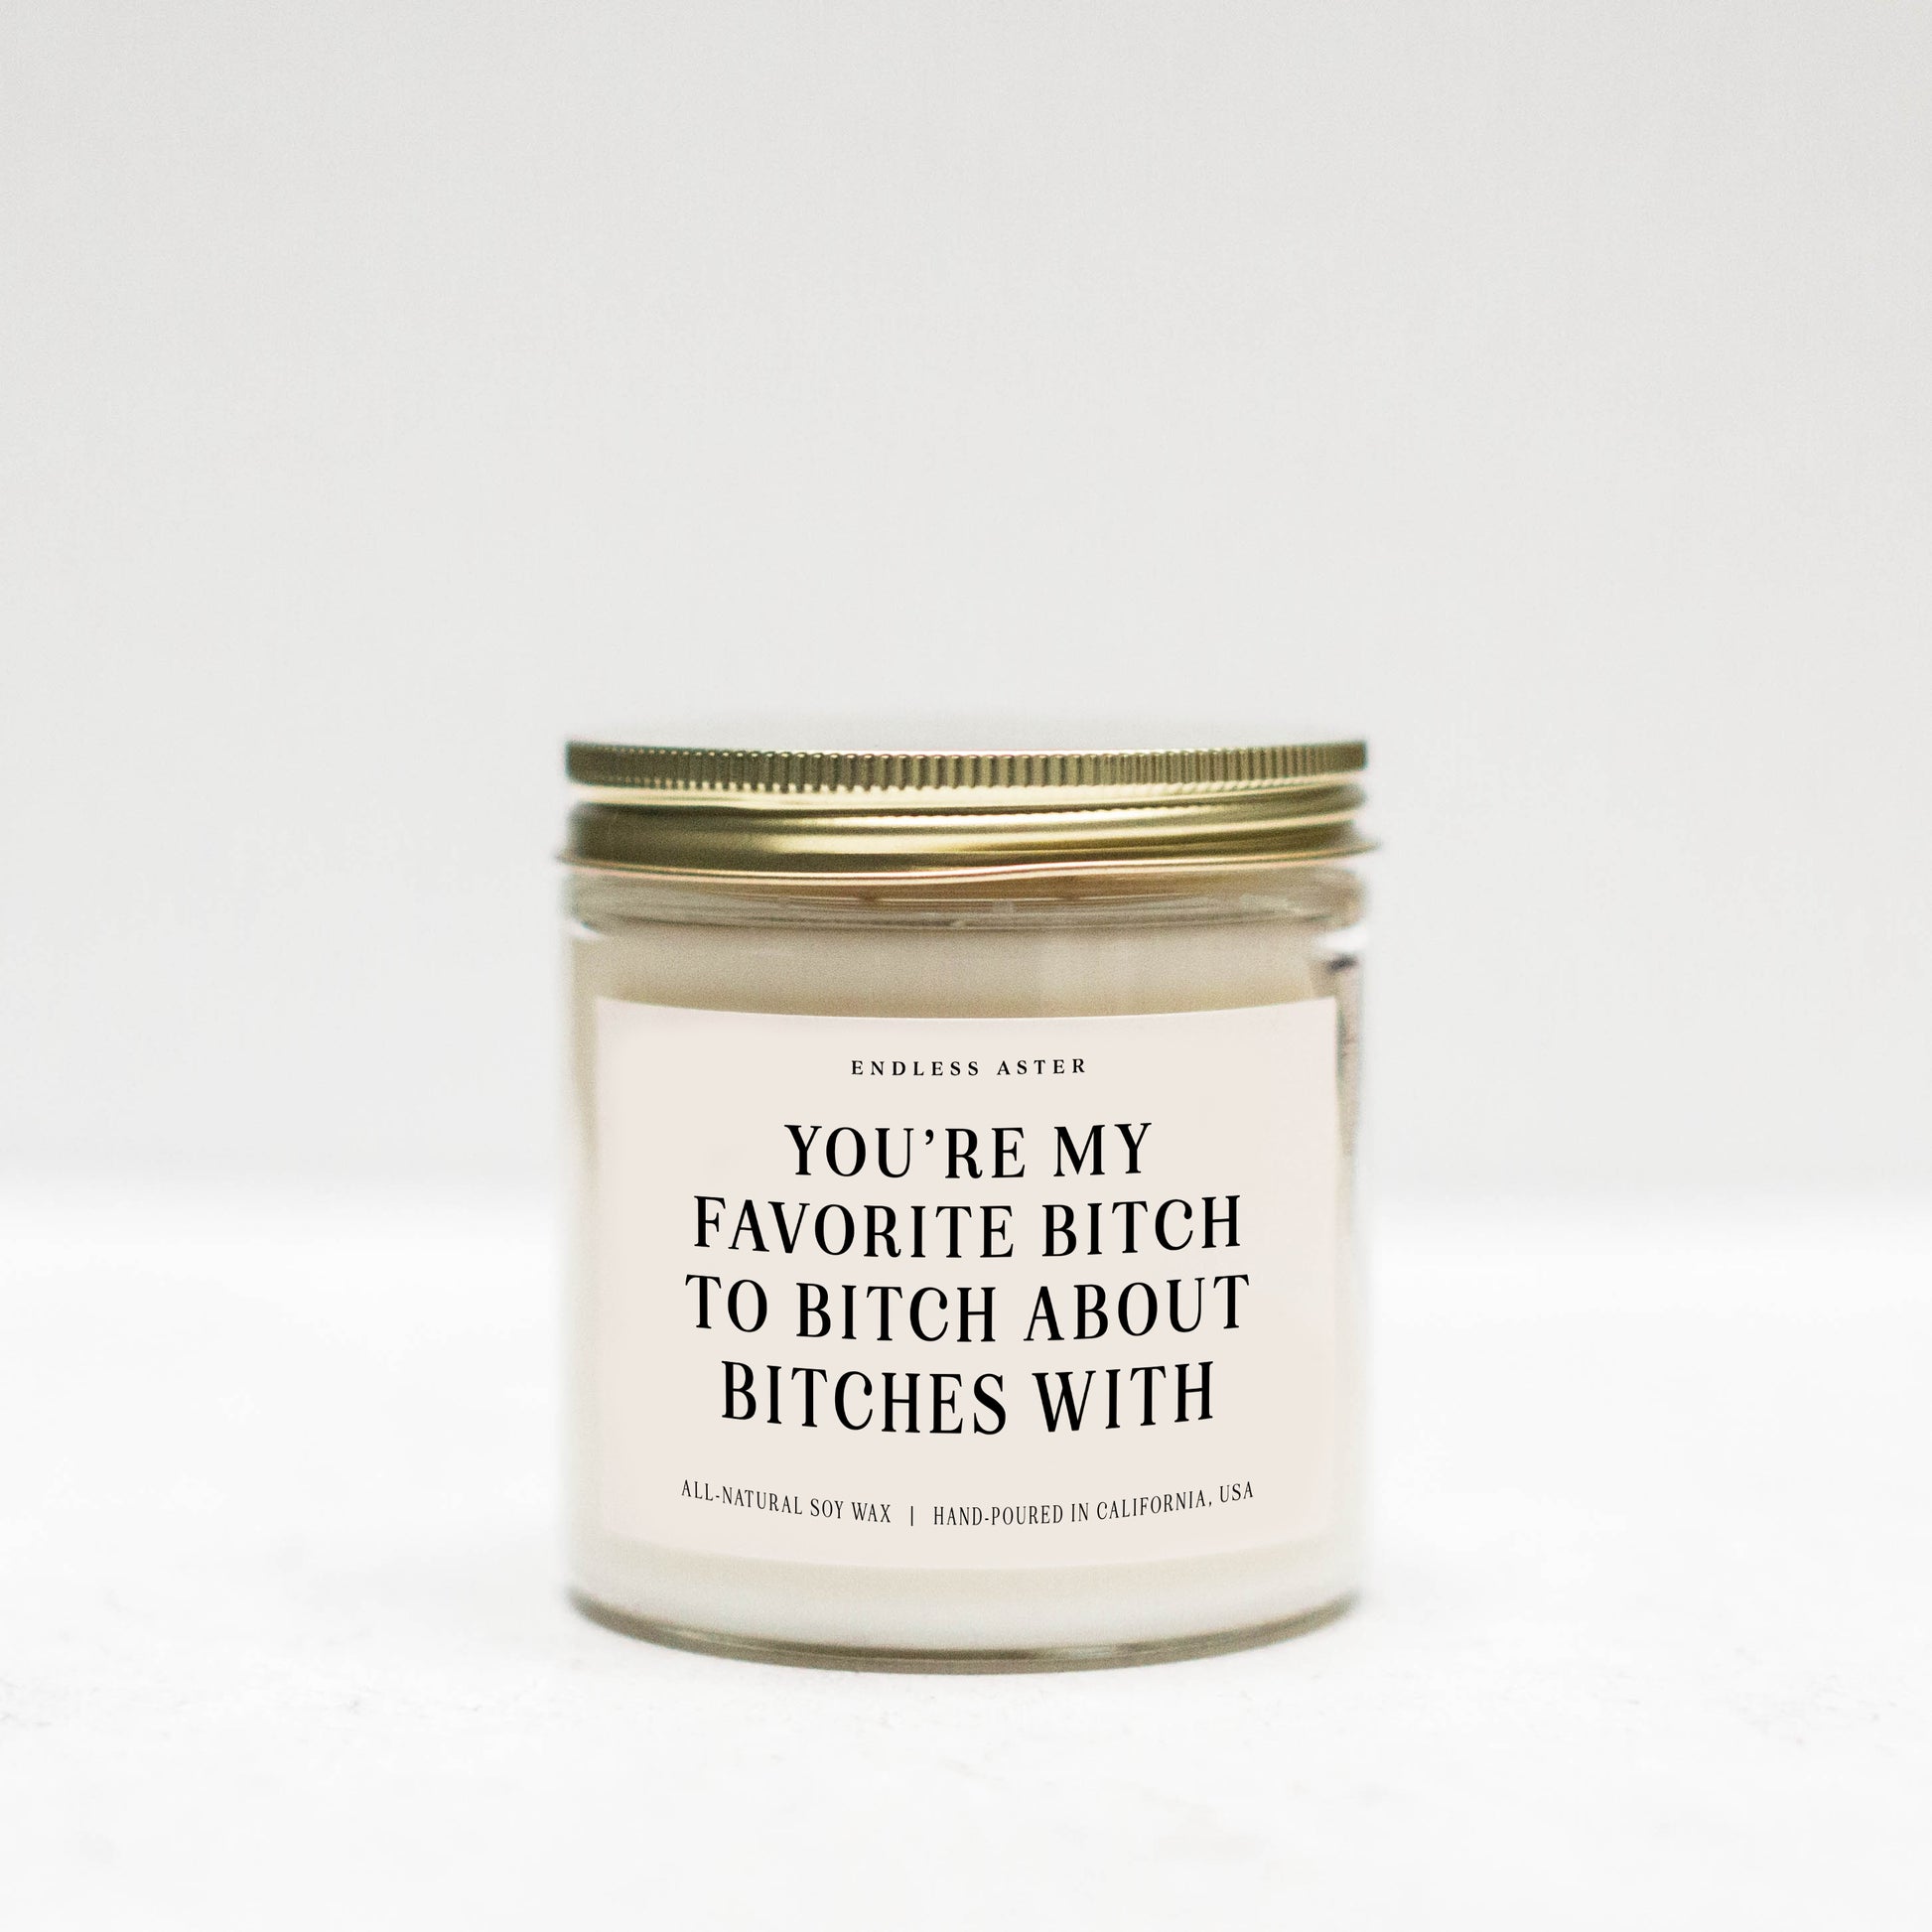 ENDLESS ASTER
YOU’RE MY
FAVORITE BITCH
TO BITCH ABOUT
BITCHES WITH
ALL-NATURAL SOY WAX | HAND-POURED IN CALIFORNIA, USA